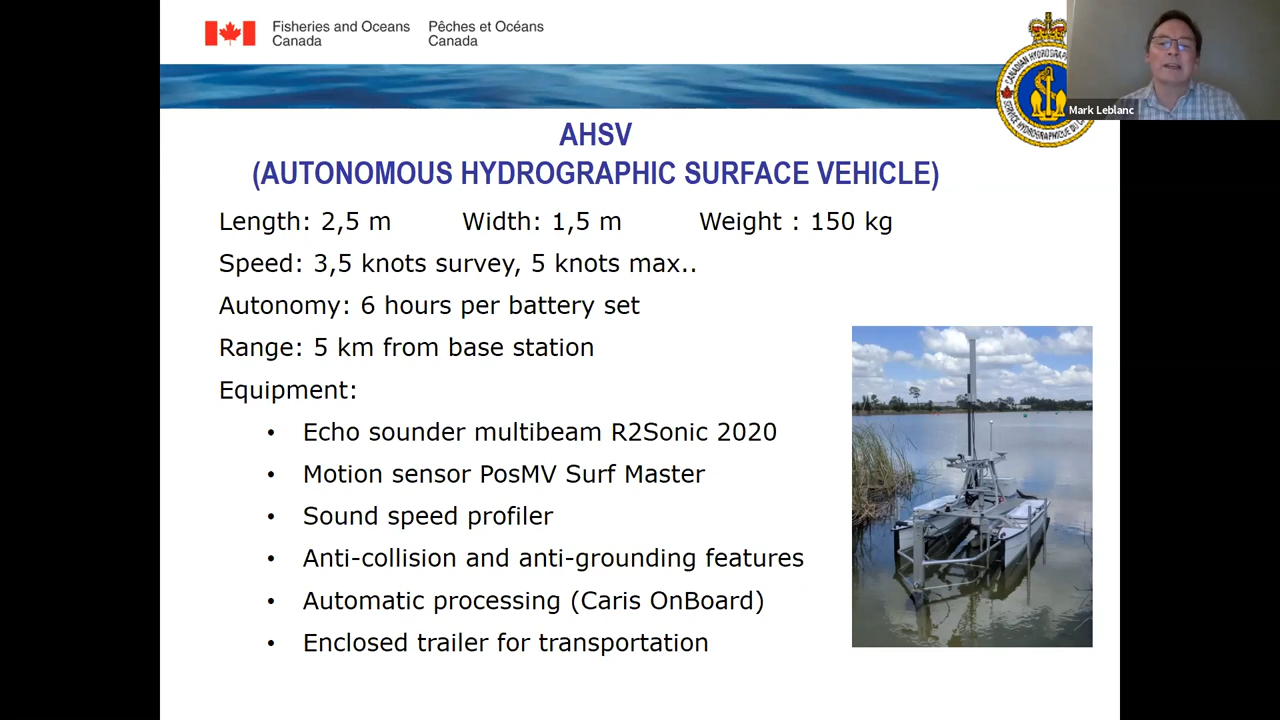 Fisheries and Oceans
Canada
Pêches et Océans
Canada
Mark Leblanc
AHSV
(AUTONOMOUS HYDROGRAPHIC SURFACE VEHICLE)
Length: 2,5 m Width: 1,5 m Weight : 150 kg
Speed: 3,5 knots survey, 5 knots max..
Autonomy: 6 hours per battery set
Range: 5 km from base station
Equipment:
• Echo sounder multibeam R2Sonic 2020
• Motion sensor PosMV Surf Master
• Sound speed profiler
• Anti-collision and anti-grounding features
• Automatic processing (Caris OnBoard)
• Enclosed trailer for transportation